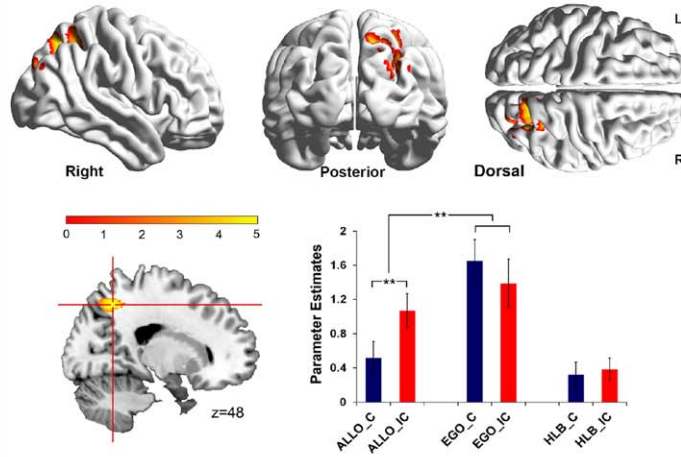 L
Right
Posterior
Dorsal
R
0 1 2 3 4 5
z=48
Parameter Estimates
2
1.6
1.2
0.8
0.4
0
**
**
ALLO_C
ALLO_IC
EGO_C
EGO_IC
HLB_C
HLB_IC